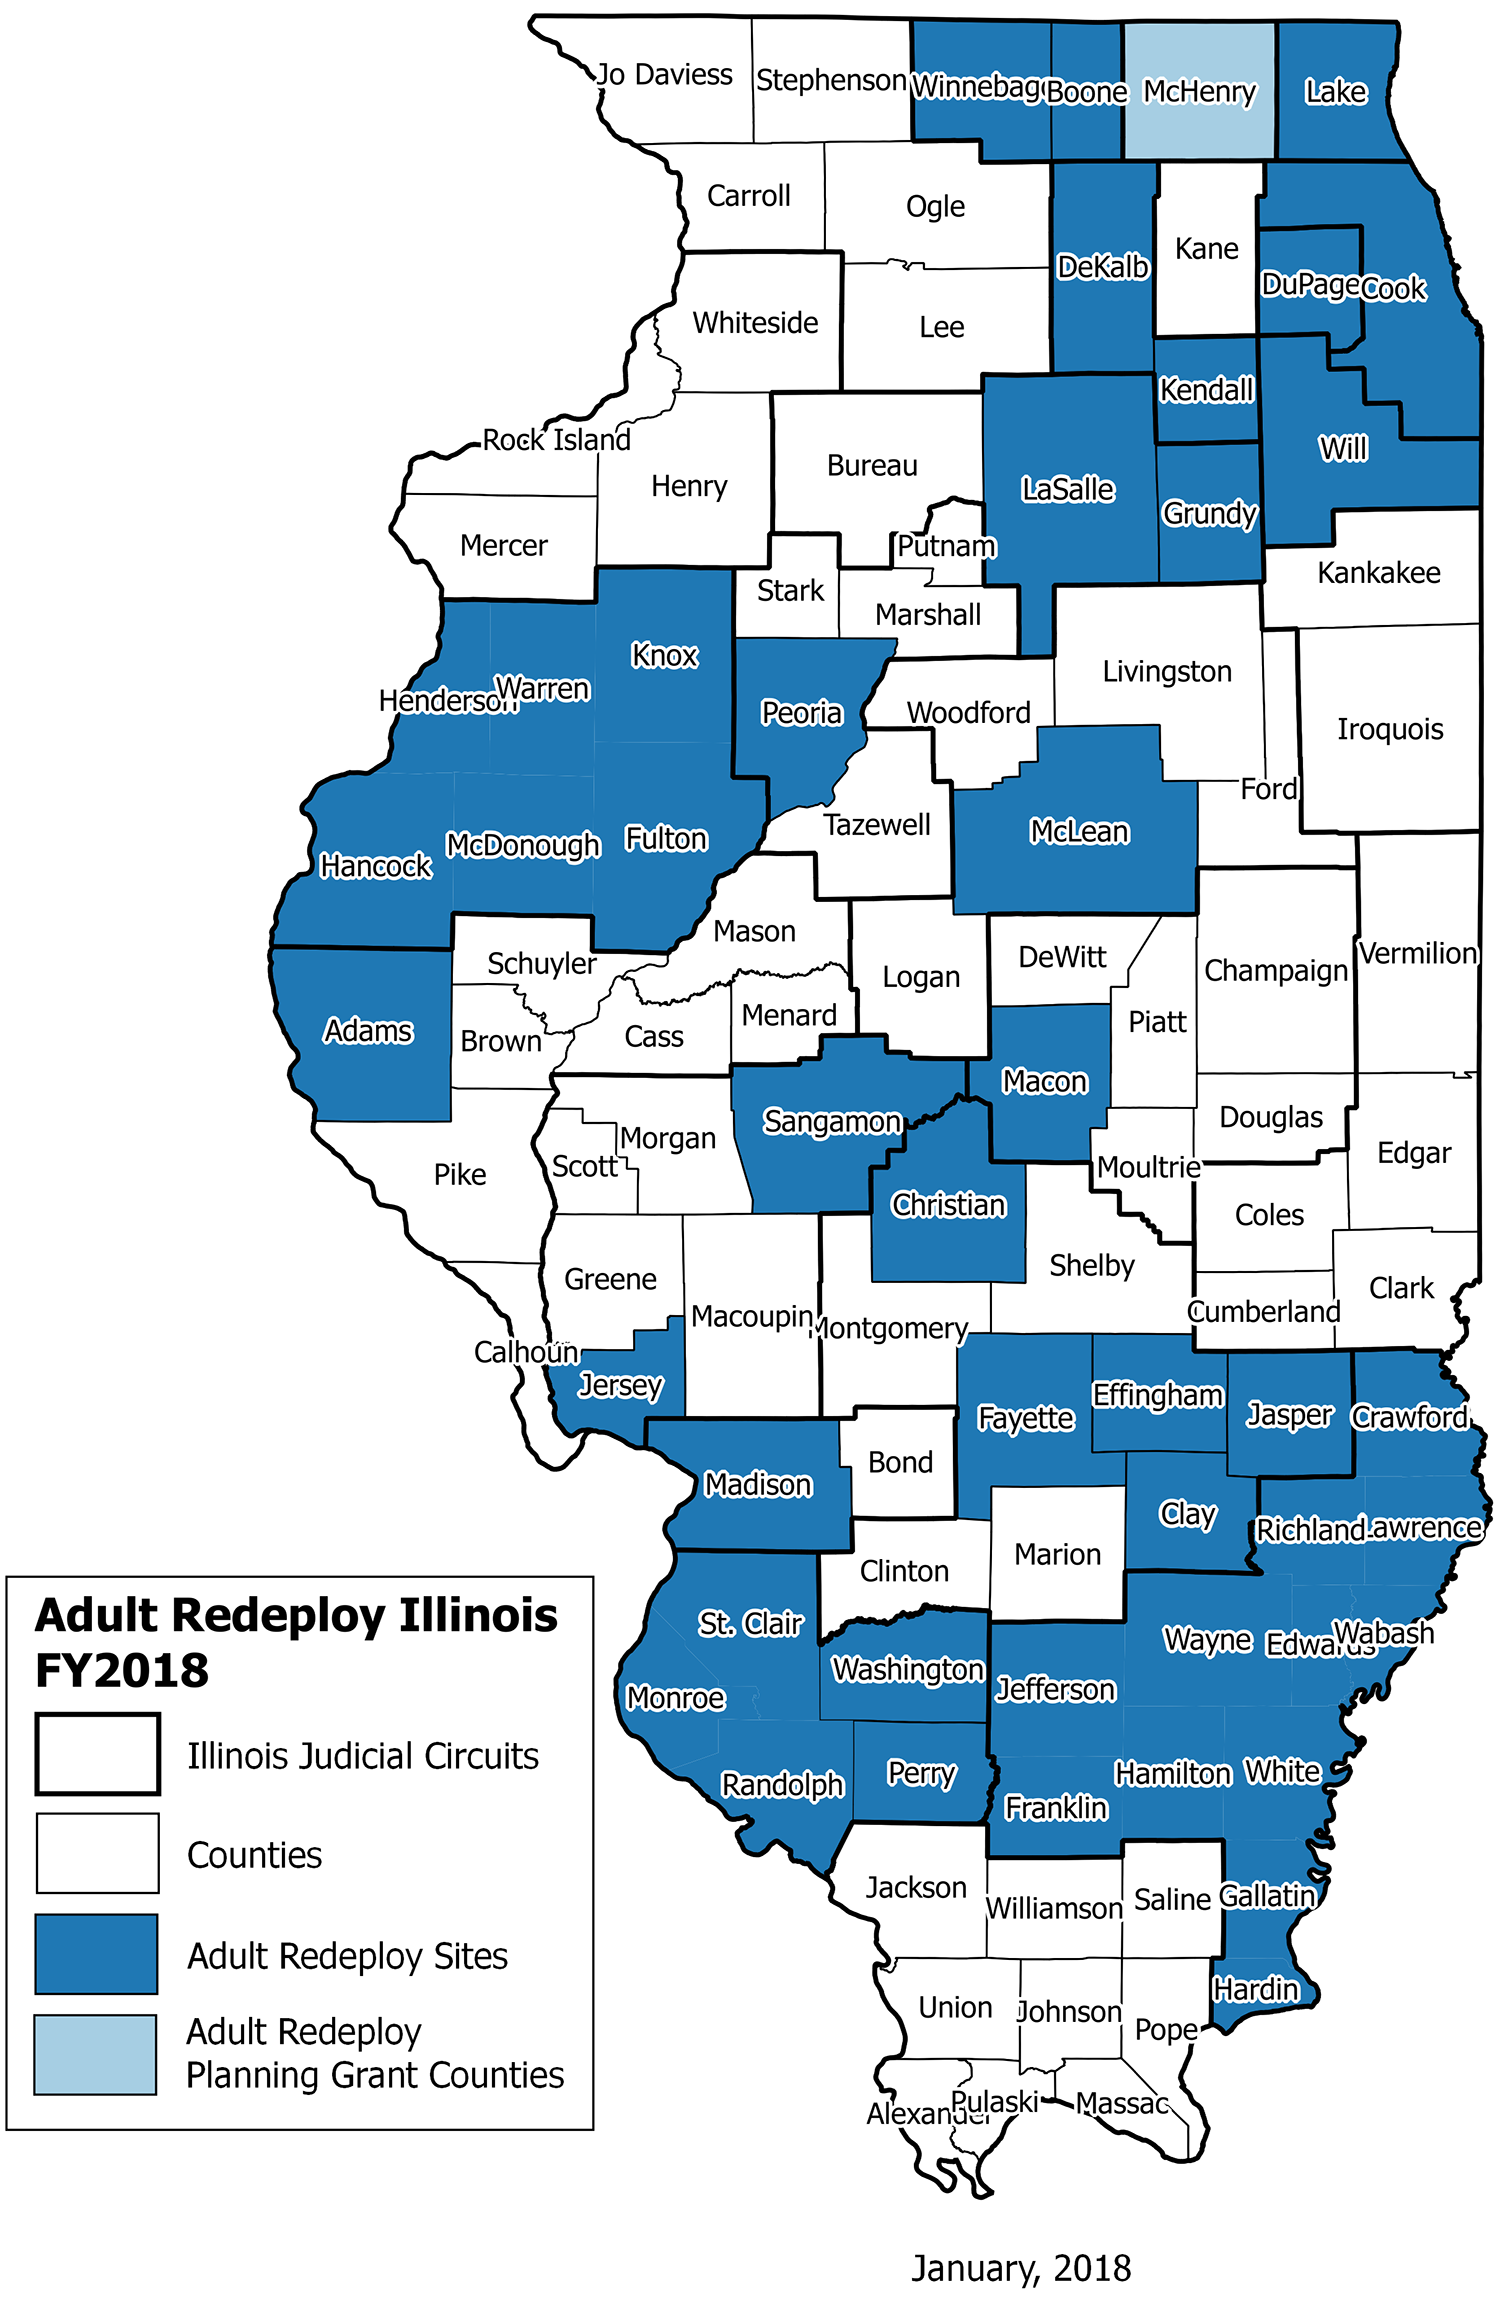 Jo Daviess
Stephenson
Winnebag
Boone
McHenry
Lake
Carroll
Ogle
DeKalb
Kane
DuPage
Cook
Whiteside
Lee
Kendall
Rock Island
Henry
Bureau
LaSalle
Will
Grundy
Mercer
Putnam
Stark
Marshall
Kankakee
Knox
Henderson
Warren
Peoria
Woodford
Livingston
Iroquois
Ford
Hancock
McDonough
Fulton
Tazewell
McLean
Mason
Schuyler
Logan
DeWitt
Champaign
Vermilion
Adams
Brown
Cass
Menard
Piatt
Macon
Sangamon
Douglas
Morgan
Scott
Pike
Moultrie
Edgar
Christian
Coles
Shelby
Greene
Macoupin
Montgomery
Cumberland
Clark
Calhoun
Jersey
Fayette
Effingham
Jasper
Crawford
Madison
Bond
Clay
Richland
Lawrence
Clinton
Marion
St. Clair
Washington
Wayne
Edwards
Wabash
Monroe
Jefferson
Randolph
Perry
Franklin
Hamilton
White
Jackson
Williamson
Saline
Gallatin
Hardin
Union
Johnson
Pope
Alexander
Pulaski
Massac
Adult Redeploy Illinois
FY2018
Illinois Judicial Circuits
Counties
Adult Redeploy Sites
Adult Redeploy
Planning Grant Counties
January, 2018